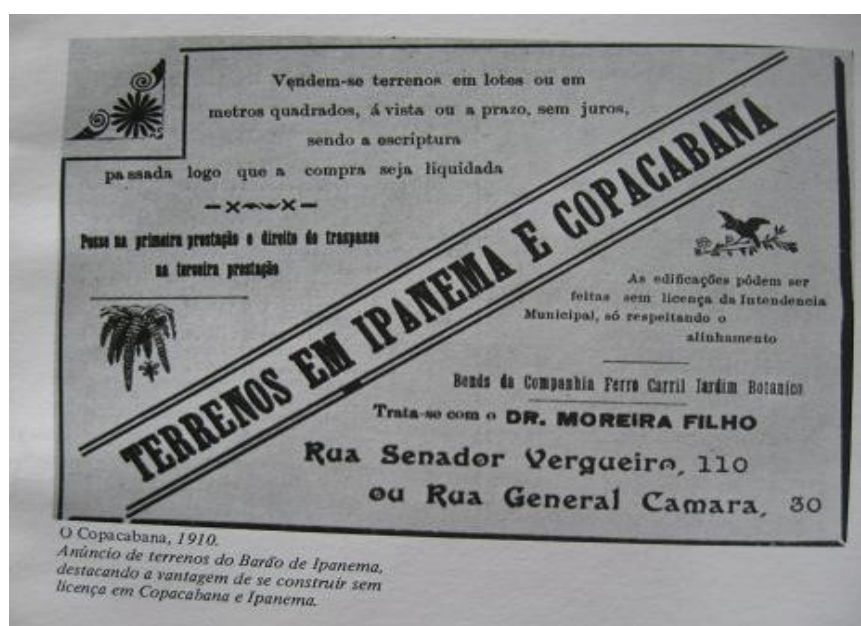 Vendem-se terrenos em lotes ou em
metros quadrados, á vista ou a prazo, sem juros,
sendo a escriptura
passada logo que a compra seja liquidada
Posse na primeira prestação e direito de traspasse
na terceira prestação
TERRENOS EM IPANEMA E COPACABANA
As edificações pódem ser
feitas sem licença da Intendencia
Municipal, só respeitando o
alinhamento
Bonds da Companhia Ferro Carril Jardim Botanico
Trata-se com o DR. MOREIRA FILHO
Rua Senador Vergueiro, 110
ou Rua General Camara, 30
O Copacabana, 1910.
Anúncio de terrenos do Barão de Ipanema,
destacando a vantagem de se construir sem
licença em Copacabana e Ipanema.